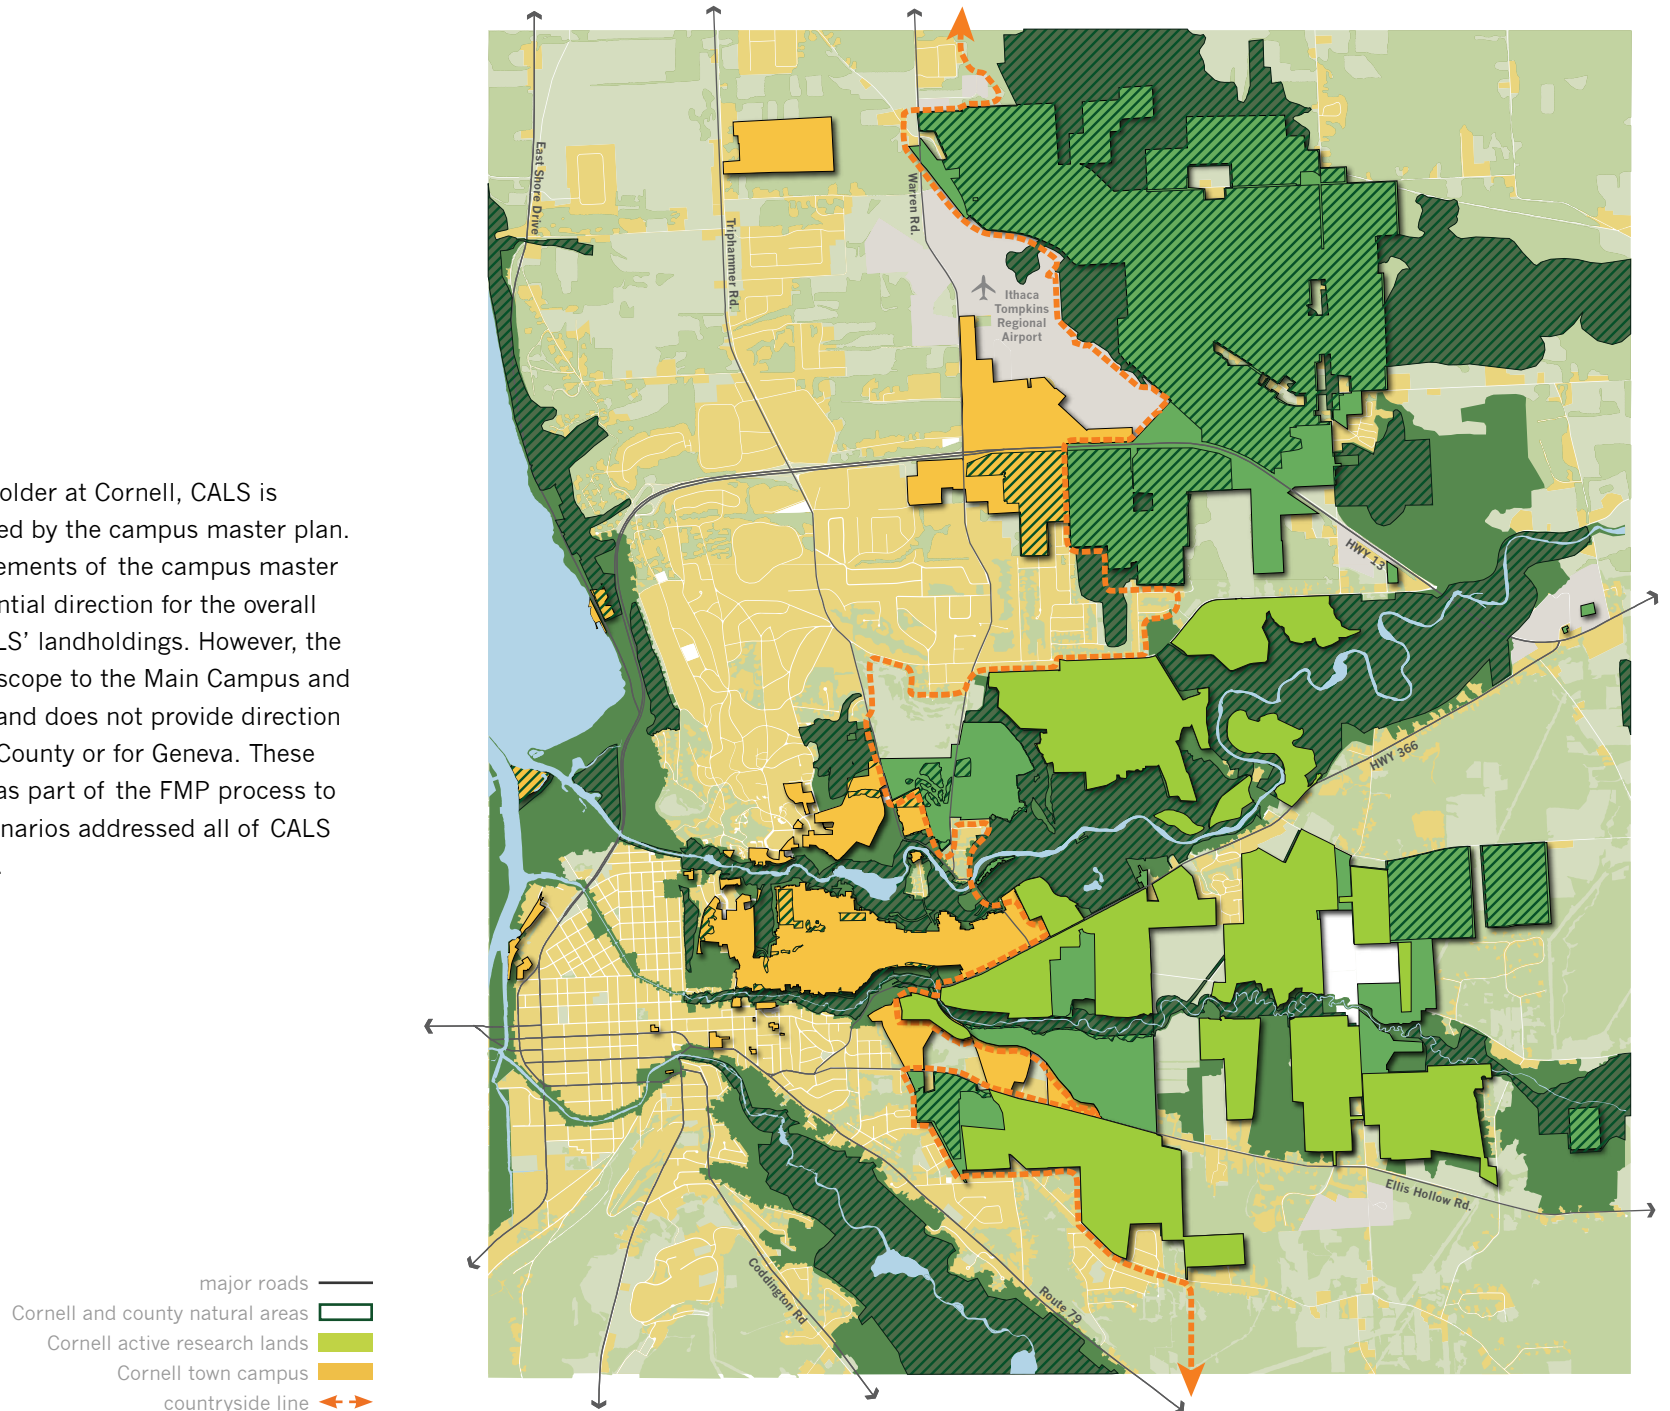 older at Cornell, CALS is
ed by the campus master plan.
ements of the campus master
ntial direction for the overall
LS’ landholdings. However, the
scope to the Main Campus and
and does not provide direction
County or for Geneva. These
as part of the FMP process to
narios addressed all of CALS
.
East Shore Drive
Triphammer Rd.
Warren Rd.
Ithaca
Tompkins
Regional
Airport
HWY 13
HWY 366
Ellis Hollow Rd.
Coddington Rd
Route 79
major roads
Cornell and county natural areas
Cornell active research lands
Cornell town campus
countryside line